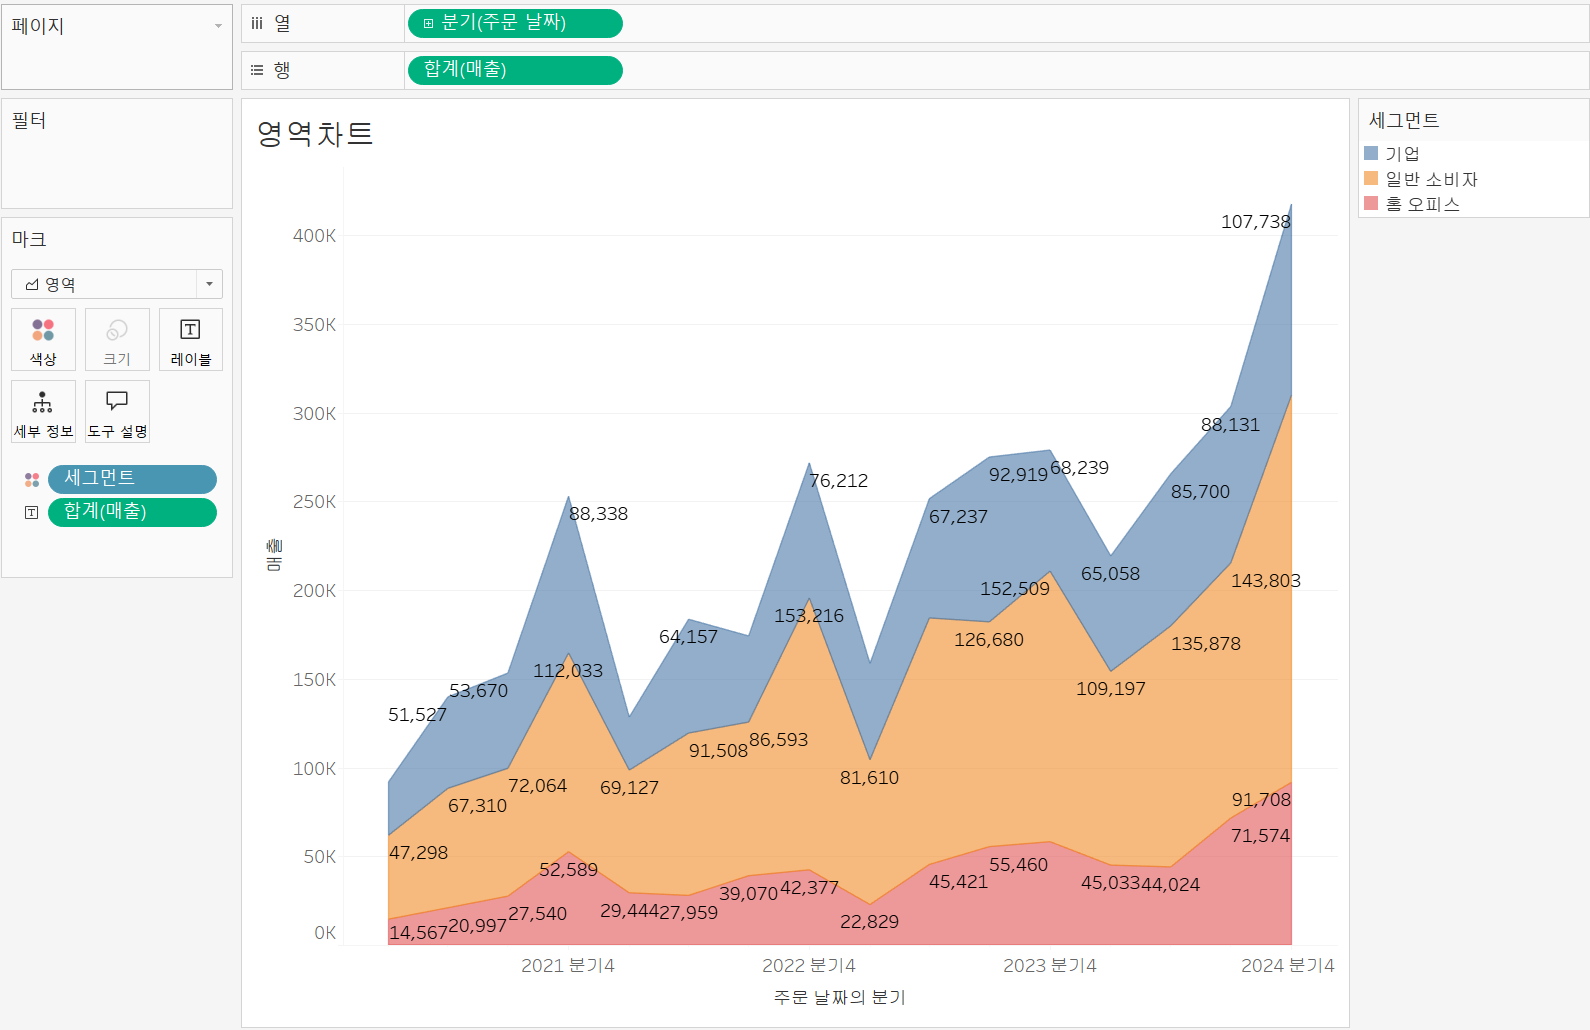 페이지
열
분기(주문 날짜)
행
합계(매출)
필터
마크
영역
색상
크기
레이블
세부 정보
도구 설명
세그먼트
합계(매출)
영역차트
세그먼트
기업
일반 소비자
홈 오피스
매출
400K
350K
300K
250K
200K
150K
100K
50K
0K
107,738
88,131
92,919
68,239
76,212
85,700
88,338
67,237
65,058
143,803
152,509
153,216
64,157
126,680
135,878
112,033
109,197
53,670
51,527
86,593
91,508
81,610
69,127
72,064
67,310
91,708
71,574
47,298
55,460
52,589
45,421
45,033
44,024
42,377
39,070
29,444
27,959
27,540
22,829
20,997
14,567
2021 분기4
2022 분기4
2023 분기4
2024 분기4
주문 날짜의 분기